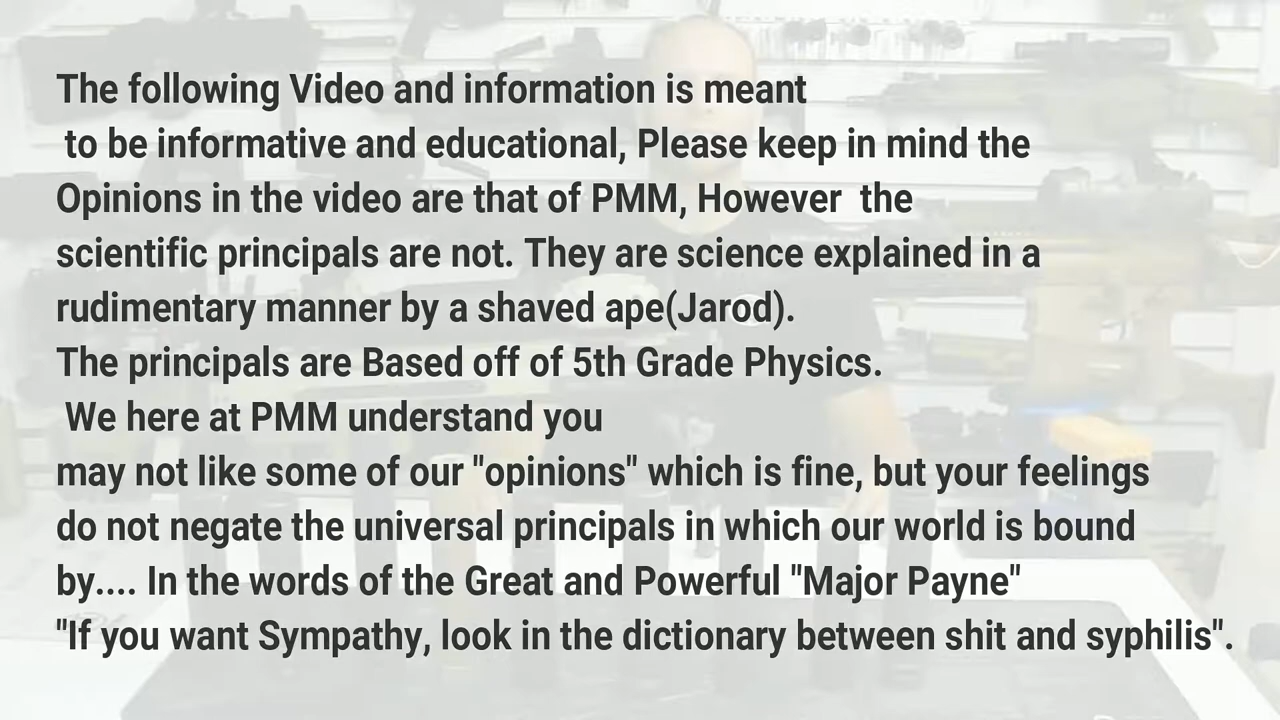 The following Video and information is meant
to be informative and educational, Please keep in mind the
Opinions in the video are that of PMM, However the
scientific principals are not. They are science explained in a
rudimentary manner by a shaved ape(Jarod).
The principals are Based off of 5th Grade Physics.
We here at PMM understand you
may not like some of our "opinions" which is fine, but your feelings
do not negate the universal principals in which our world is bound
by.... In the words of the Great and Powerful "Major Payne"
"If you want Sympathy, look in the dictionary between shit and syphilis".